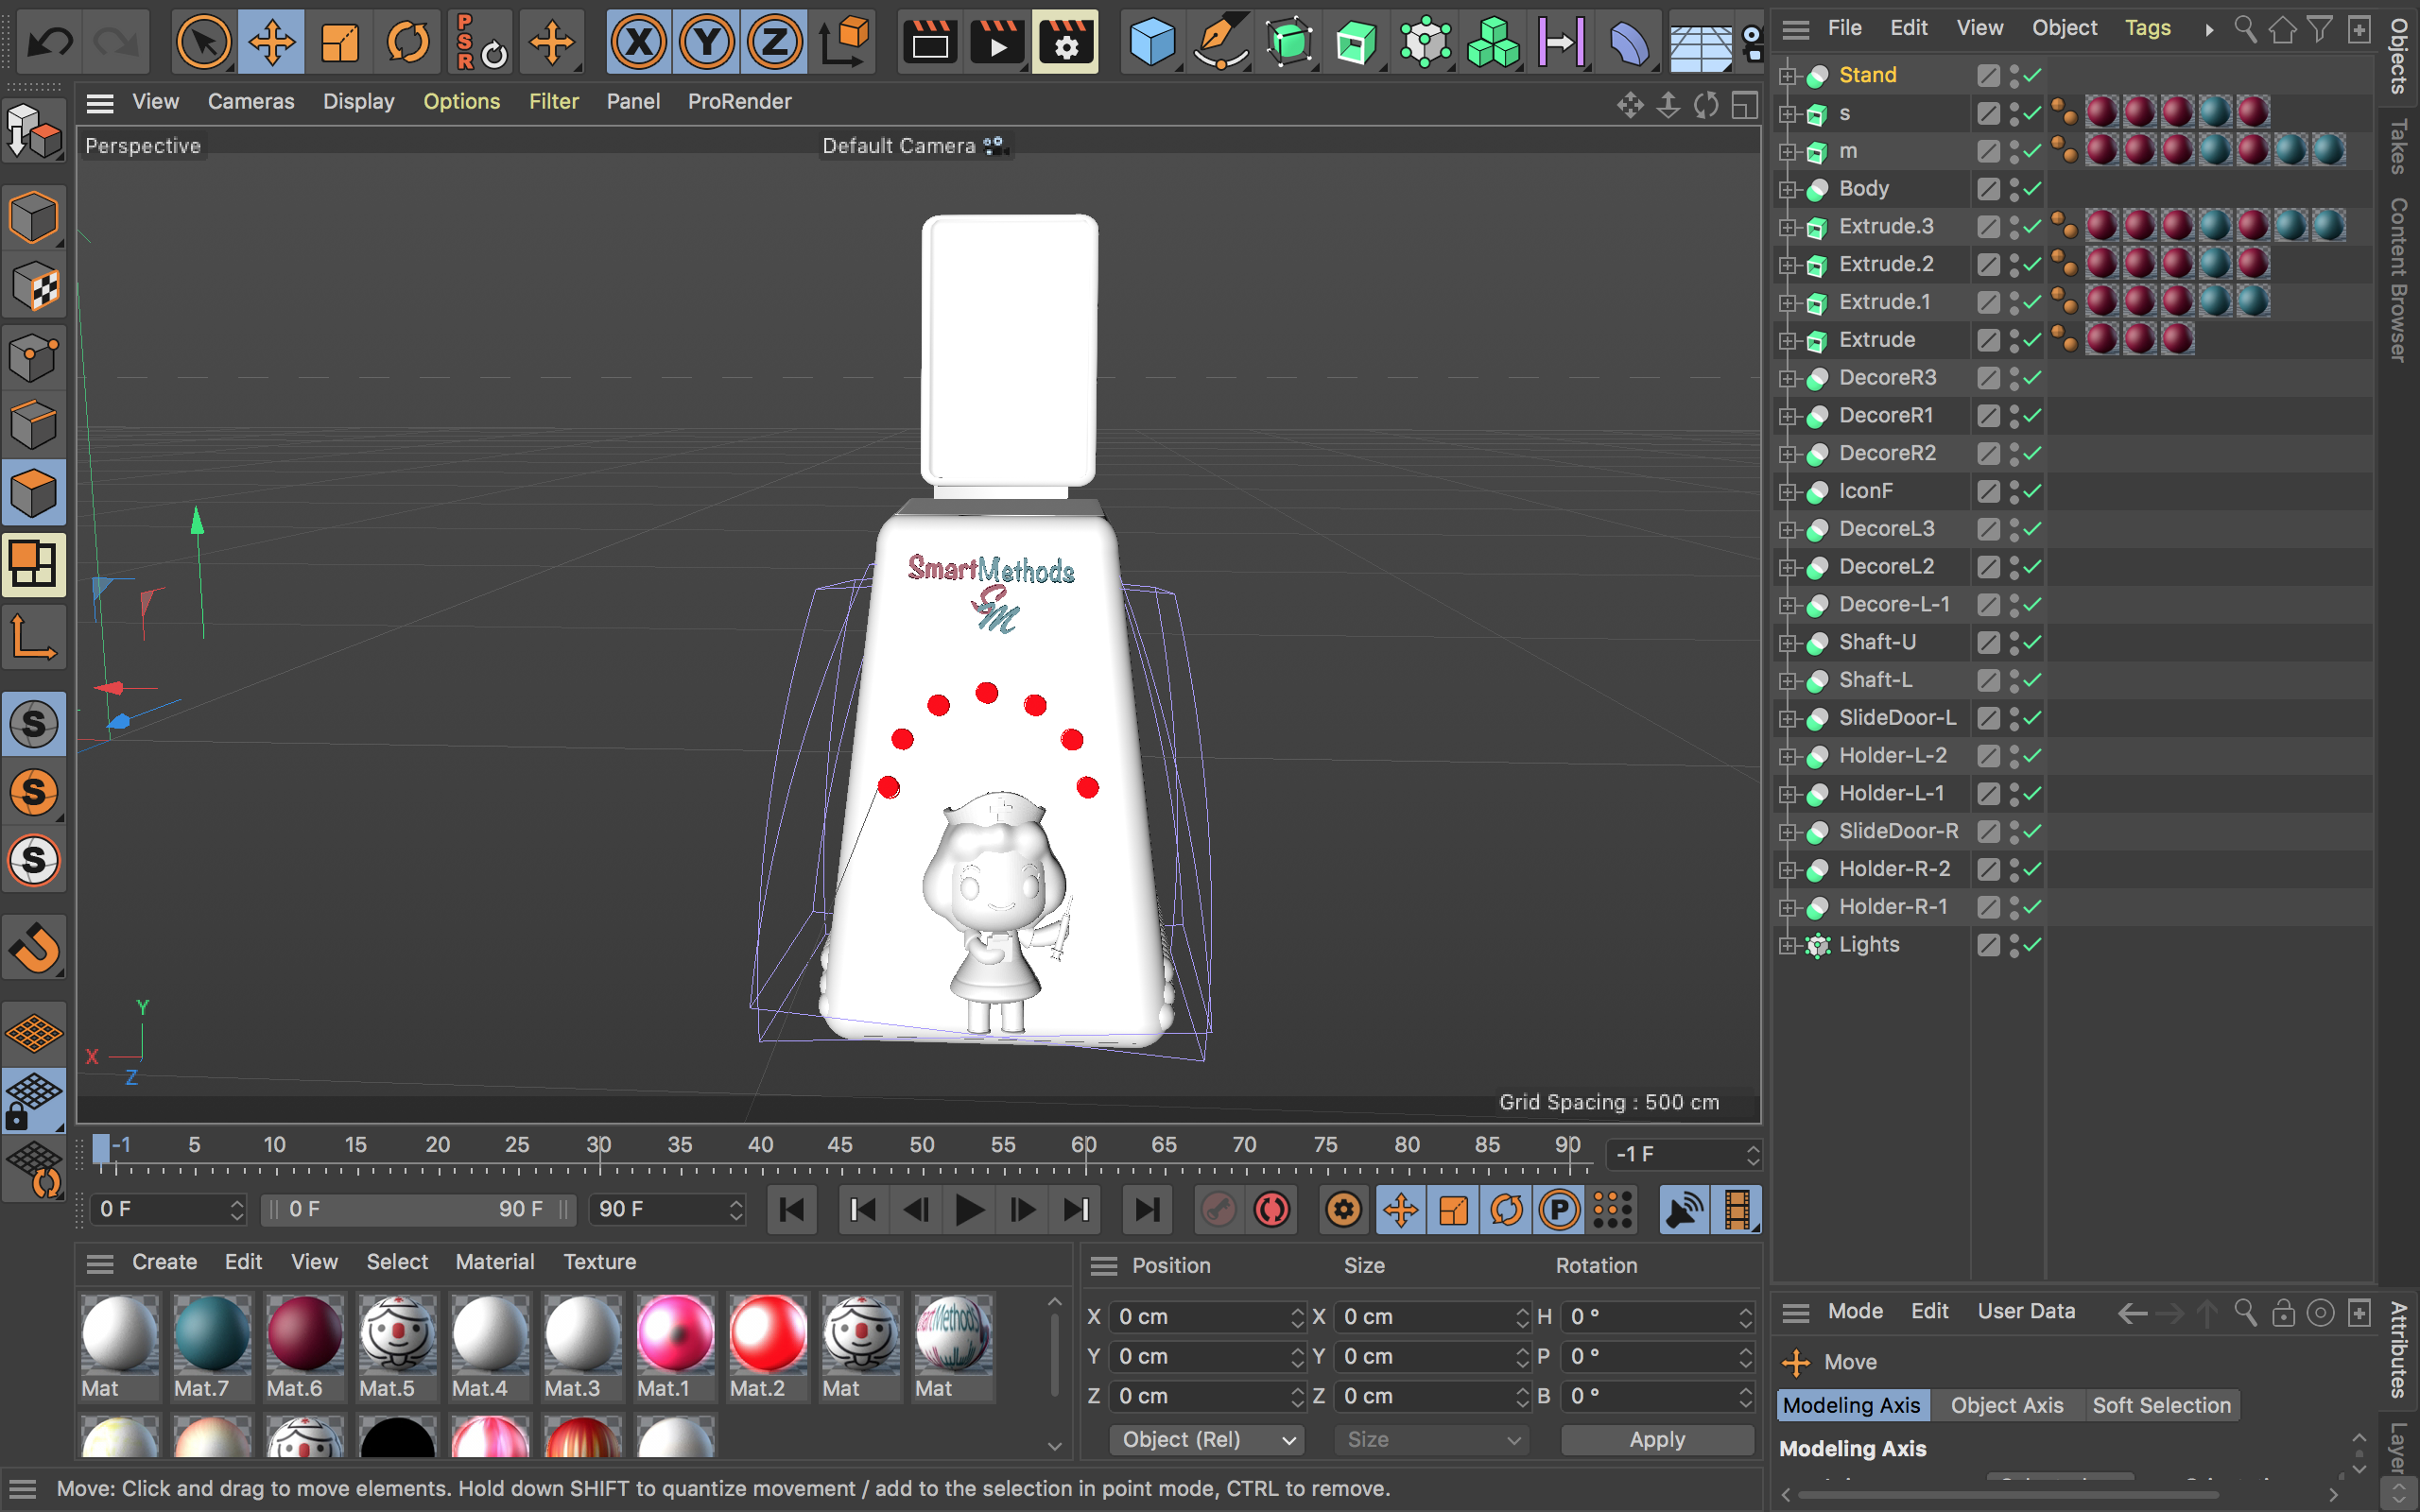 File Edit View Object Tags
Objects
Takes
Content Browser
P
S
R
X Y Z
View Cameras Display Options Filter Panel ProRender
Perspective
Default Camera
Stand
s
m
Body
Extrude.3
Extrude.2
Extrude.1
Extrude
DecoreR3
DecoreR1
DecoreR2
IconF
DecoreL3
DecoreL2
Decore-L-1
Shaft-U
Shaft-L
SlideDoor-L
Holder-L-2
Holder-L-1
SlideDoor-R
Holder-R-2
Holder-R-1
Lights
SmartMethods
SM
S
S
S
Y
X
Z
Grid Spacing : 500 cm
-1 5 10 15 20 25 30 35 40 45 50 55 60 65 70 75 80 85 90
-1 F
0 F 0 F 90 F 90 F
P
Create Edit View Select Material Texture
Mat Mat.7 Mat.6 Mat.5 Mat.4 Mat.3 Mat.1 Mat.2 Mat Mat
Position Size Rotation
X 0 cm X 0 cm H 0 °
Y 0 cm Y 0 cm P 0 °
Z 0 cm Z 0 cm B 0 °
Object (Rel) Size Apply
Mode Edit User Data
Attributes
Layer
Move
Modeling Axis Object Axis Soft Selection
Modeling Axis
Move: Click and drag to move elements. Hold down SHIFT to quantize movement / add to the selection in point mode, CTRL to remove.